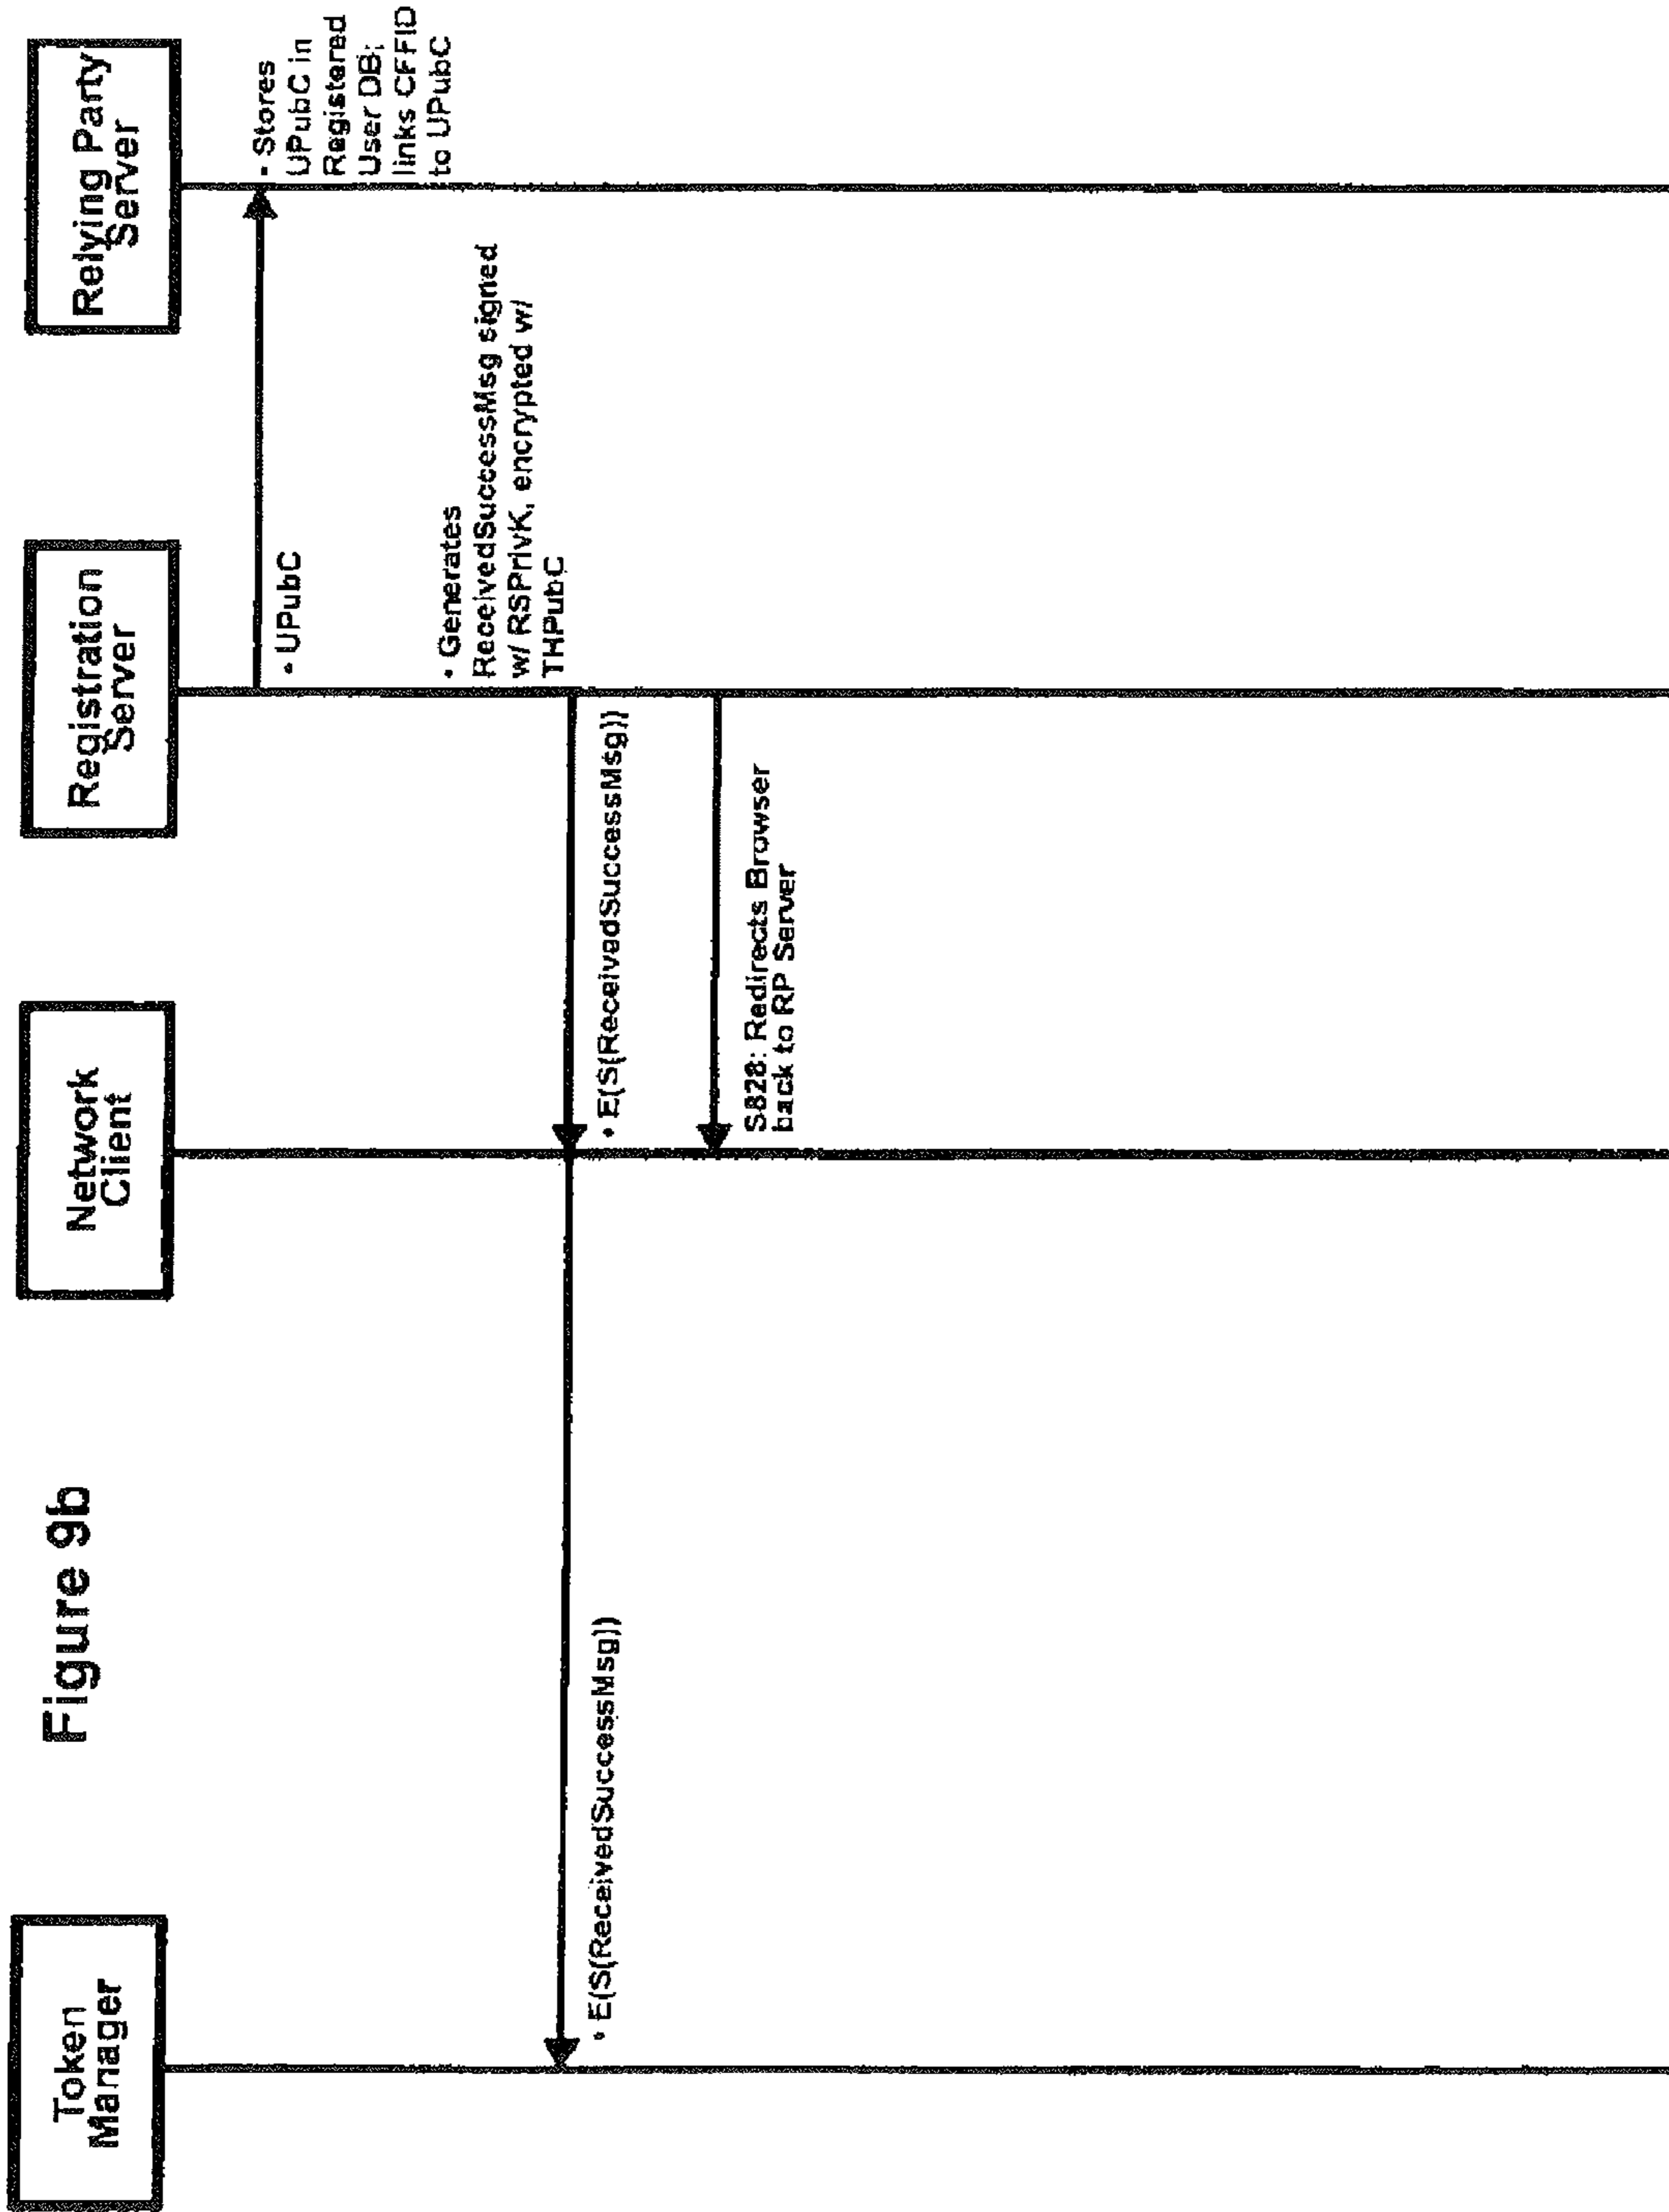 Figure 9b
Token
Manager
Network
Client
Registration
Server
Relying Party
Server
• UPubC
• Stores
UPubC in
Registered
User DB;
links CFFID
to UPubC
• Generates
ReceivedSuccessMsg signed
w/ RSPrivK, encrypted w/
THPubC
• E(S(ReceivedSuccessMsg))
• E(S(ReceivedSuccessMsg))
S828: Redirects Browser
back to RP Server